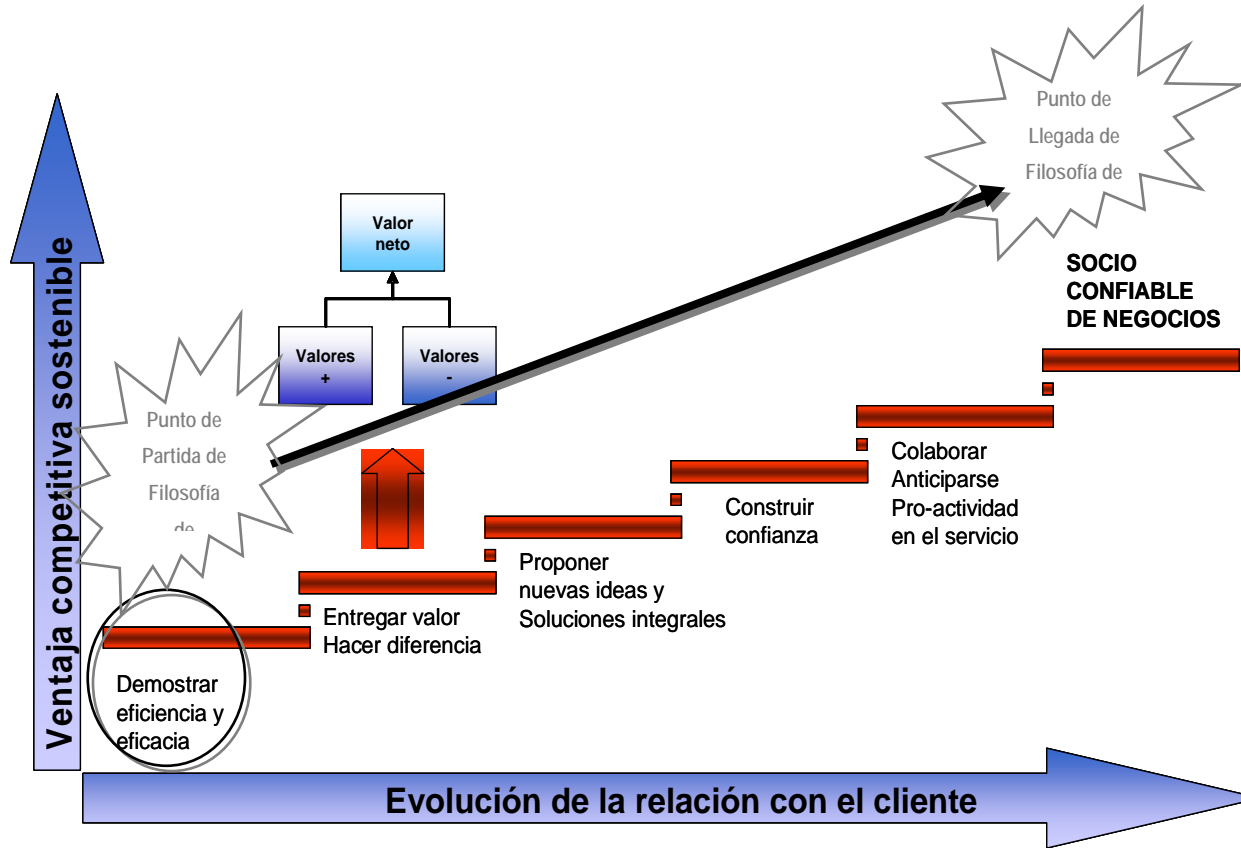 Punto de
Llegada de
Filosofía de
Valor
neto
Valores
+
Valores
-
SOCIO
CONFIABLE
DE NEGOCIOS
Punto de
Partida de
Filosofía
de
Colaborar
Anticiparse
Pro-actividad
en el servicio
Construir
confianza
Proponer
nuevas ideas y
Soluciones integrales
Entregar valor
Hacer diferencia
Demostrar
eficiencia y
eficacia
Ventaja competitiva sostenible
Evolución de la relación con el cliente